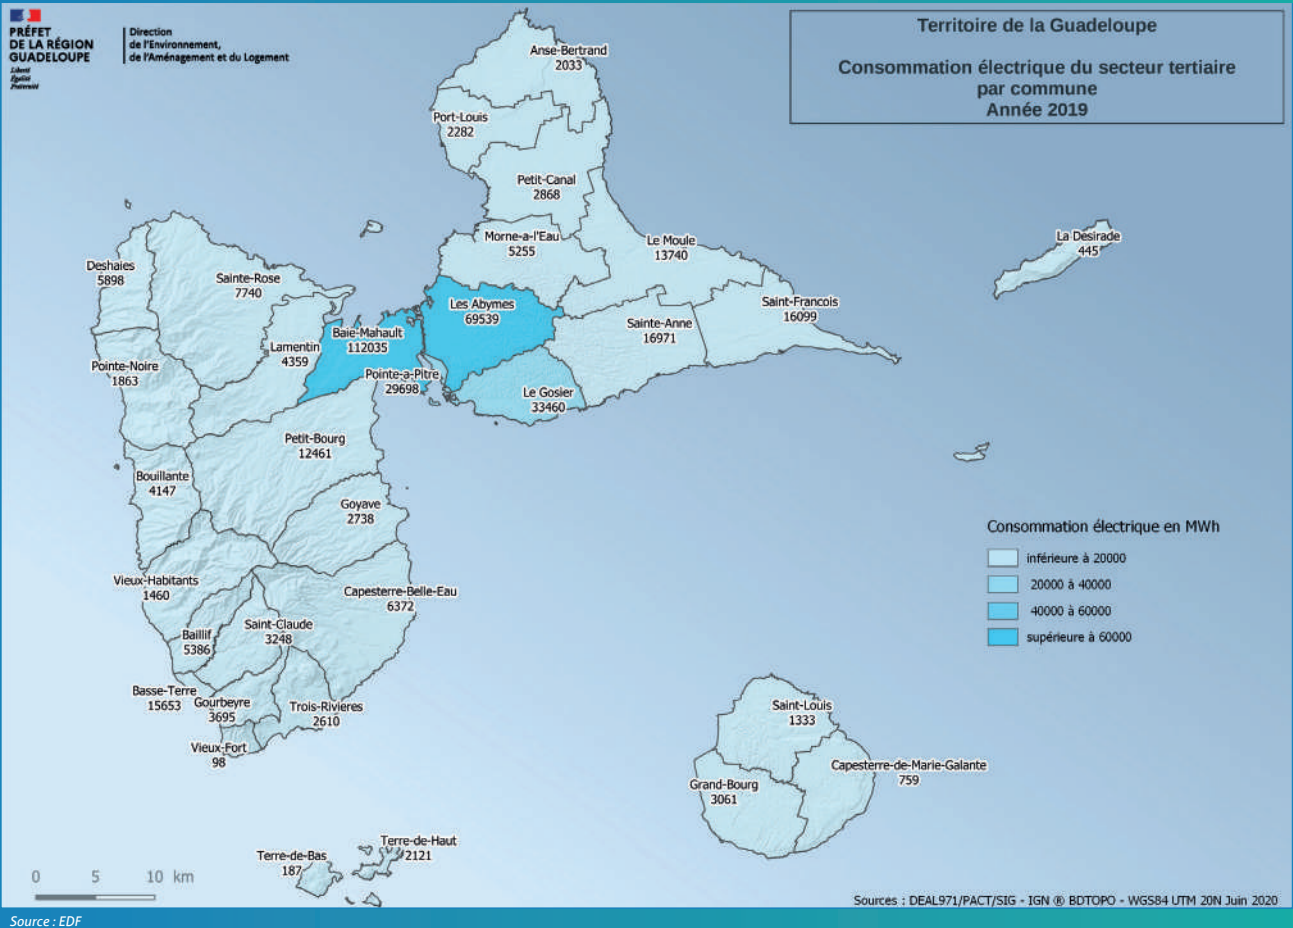 PRÉFET
DE LA RÉGION
GUADELOUPE
Liberté
Égalité
Fraternité
Direction
de l'Environnement,
de l'Aménagement et du Logement
Territoire de la Guadeloupe
Consommation électrique du secteur tertiaire
par commune
Année 2019
Anse-Bertrand
2033
Port-Louis
2282
Petit-Canal
2868
Morne-a-l'Eau
5255
Le Moule
13740
La Désirade
445
Deshaies
5898
Sainte-Rose
7740
Les Abymes
69539
Saint-Francois
16099
Sainte-Anne
16971
Baie-Mahault
112035
Lamentin
4359
Pointe-Noire
1863
Pointe-a-Pitre
29698
Le Gosier
33460
Petit-Bourg
12461
Bouillante
4147
Goyave
2738
Vieux-Habitants
1460
Capesterre-Belle-Eau
6372
Saint-Claude
3248
Baillif
5386
Basse-Terre
15653
Gourbeyre
3695
Trois-Rivieres
2610
Vieux-Fort
98
Terre-de-Haut
2121
Terre-de-Bas
187
Saint-Louis
1333
Capesterre-de-Marie-Galante
759
Grand-Bourg
3061
Consommation électrique en MWh
inférieure à 20000
20000 à 40000
40000 à 60000
supérieure à 60000
0 5 10 km
Sources : DEAL971/PACT/SIG - IGN ® BDTOPO - WGS84 UTM 20N Juin 2020
Source : EDF